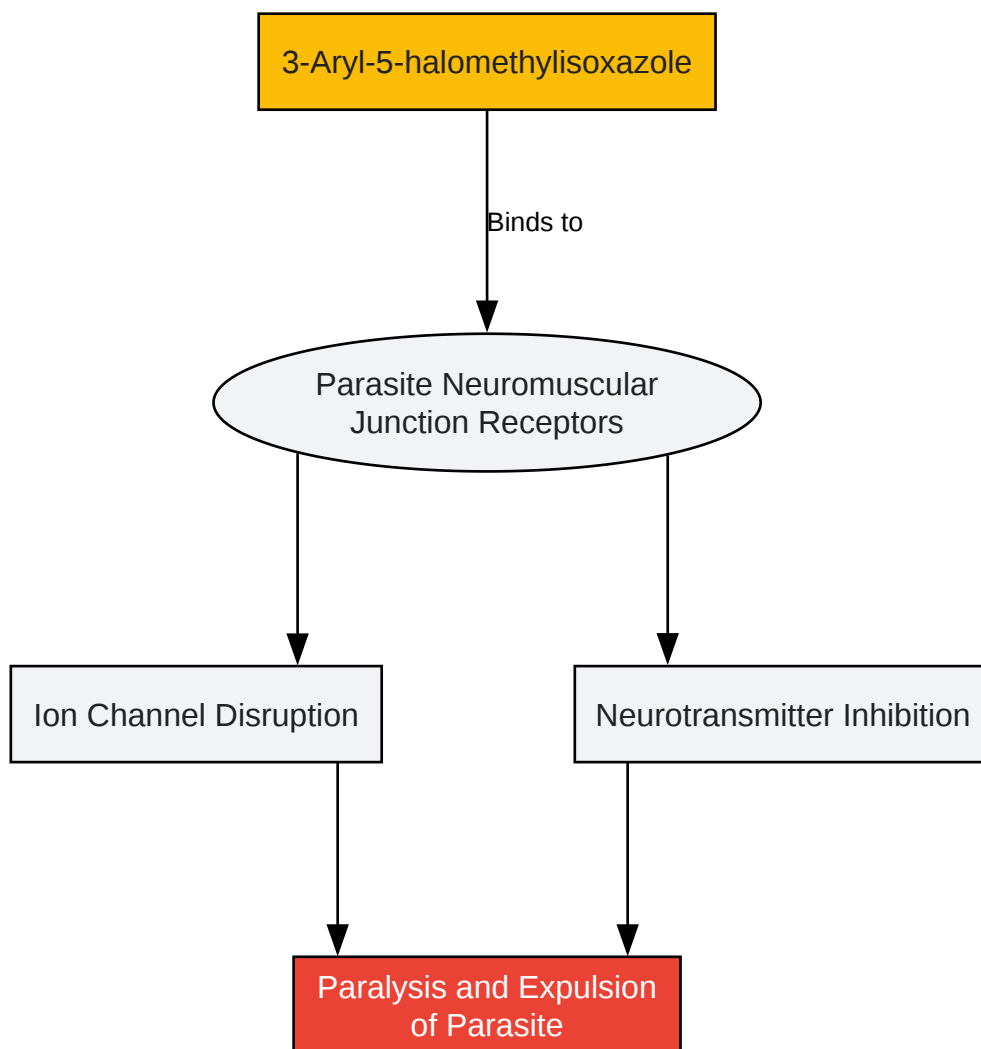 3-Aryl-5-halomethylisoxazole
Binds to
Parasite Neuromuscular
Junction Receptors
Ion Channel Disruption
Neurotransmitter Inhibition
Paralysis and Expulsion
of Parasite